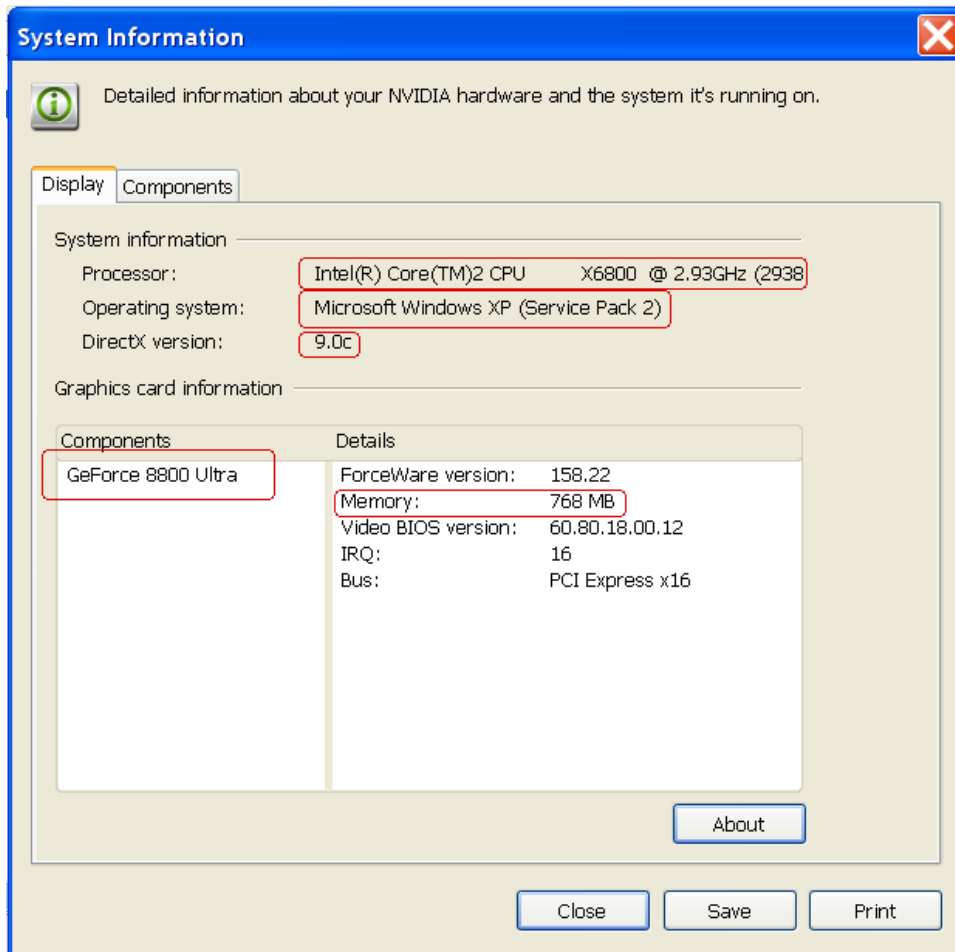 System Information
Detailed information about your NVIDIA hardware and the system it's running on.
Display Components
System information
Processor: Intel(R) Core(TM)2 CPU X6800 @ 2.93GHz (2938
Operating system: Microsoft Windows XP (Service Pack 2)
DirectX version: 9.0c
Graphics card information
Components Details
GeForce 8800 Ultra ForceWare version: 158.22
Memory: 768 MB
Video BIOS version: 60.80.18.00.12
IRQ: 16
Bus: PCI Express x16
About
Close Save Print